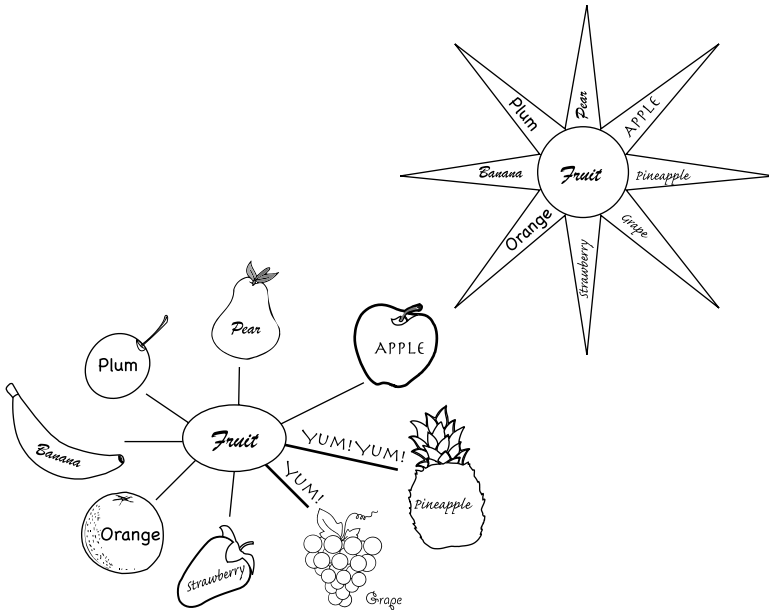 Pear
Plum
APPLE
Banana
Fruit
Pineapple
Orange
Grape
Strawberry
Pear
Plum
APPLE
Banana
Fruit
YUM! YUM!
YUM!
Pineapple
Orange
Strawberry
Grape